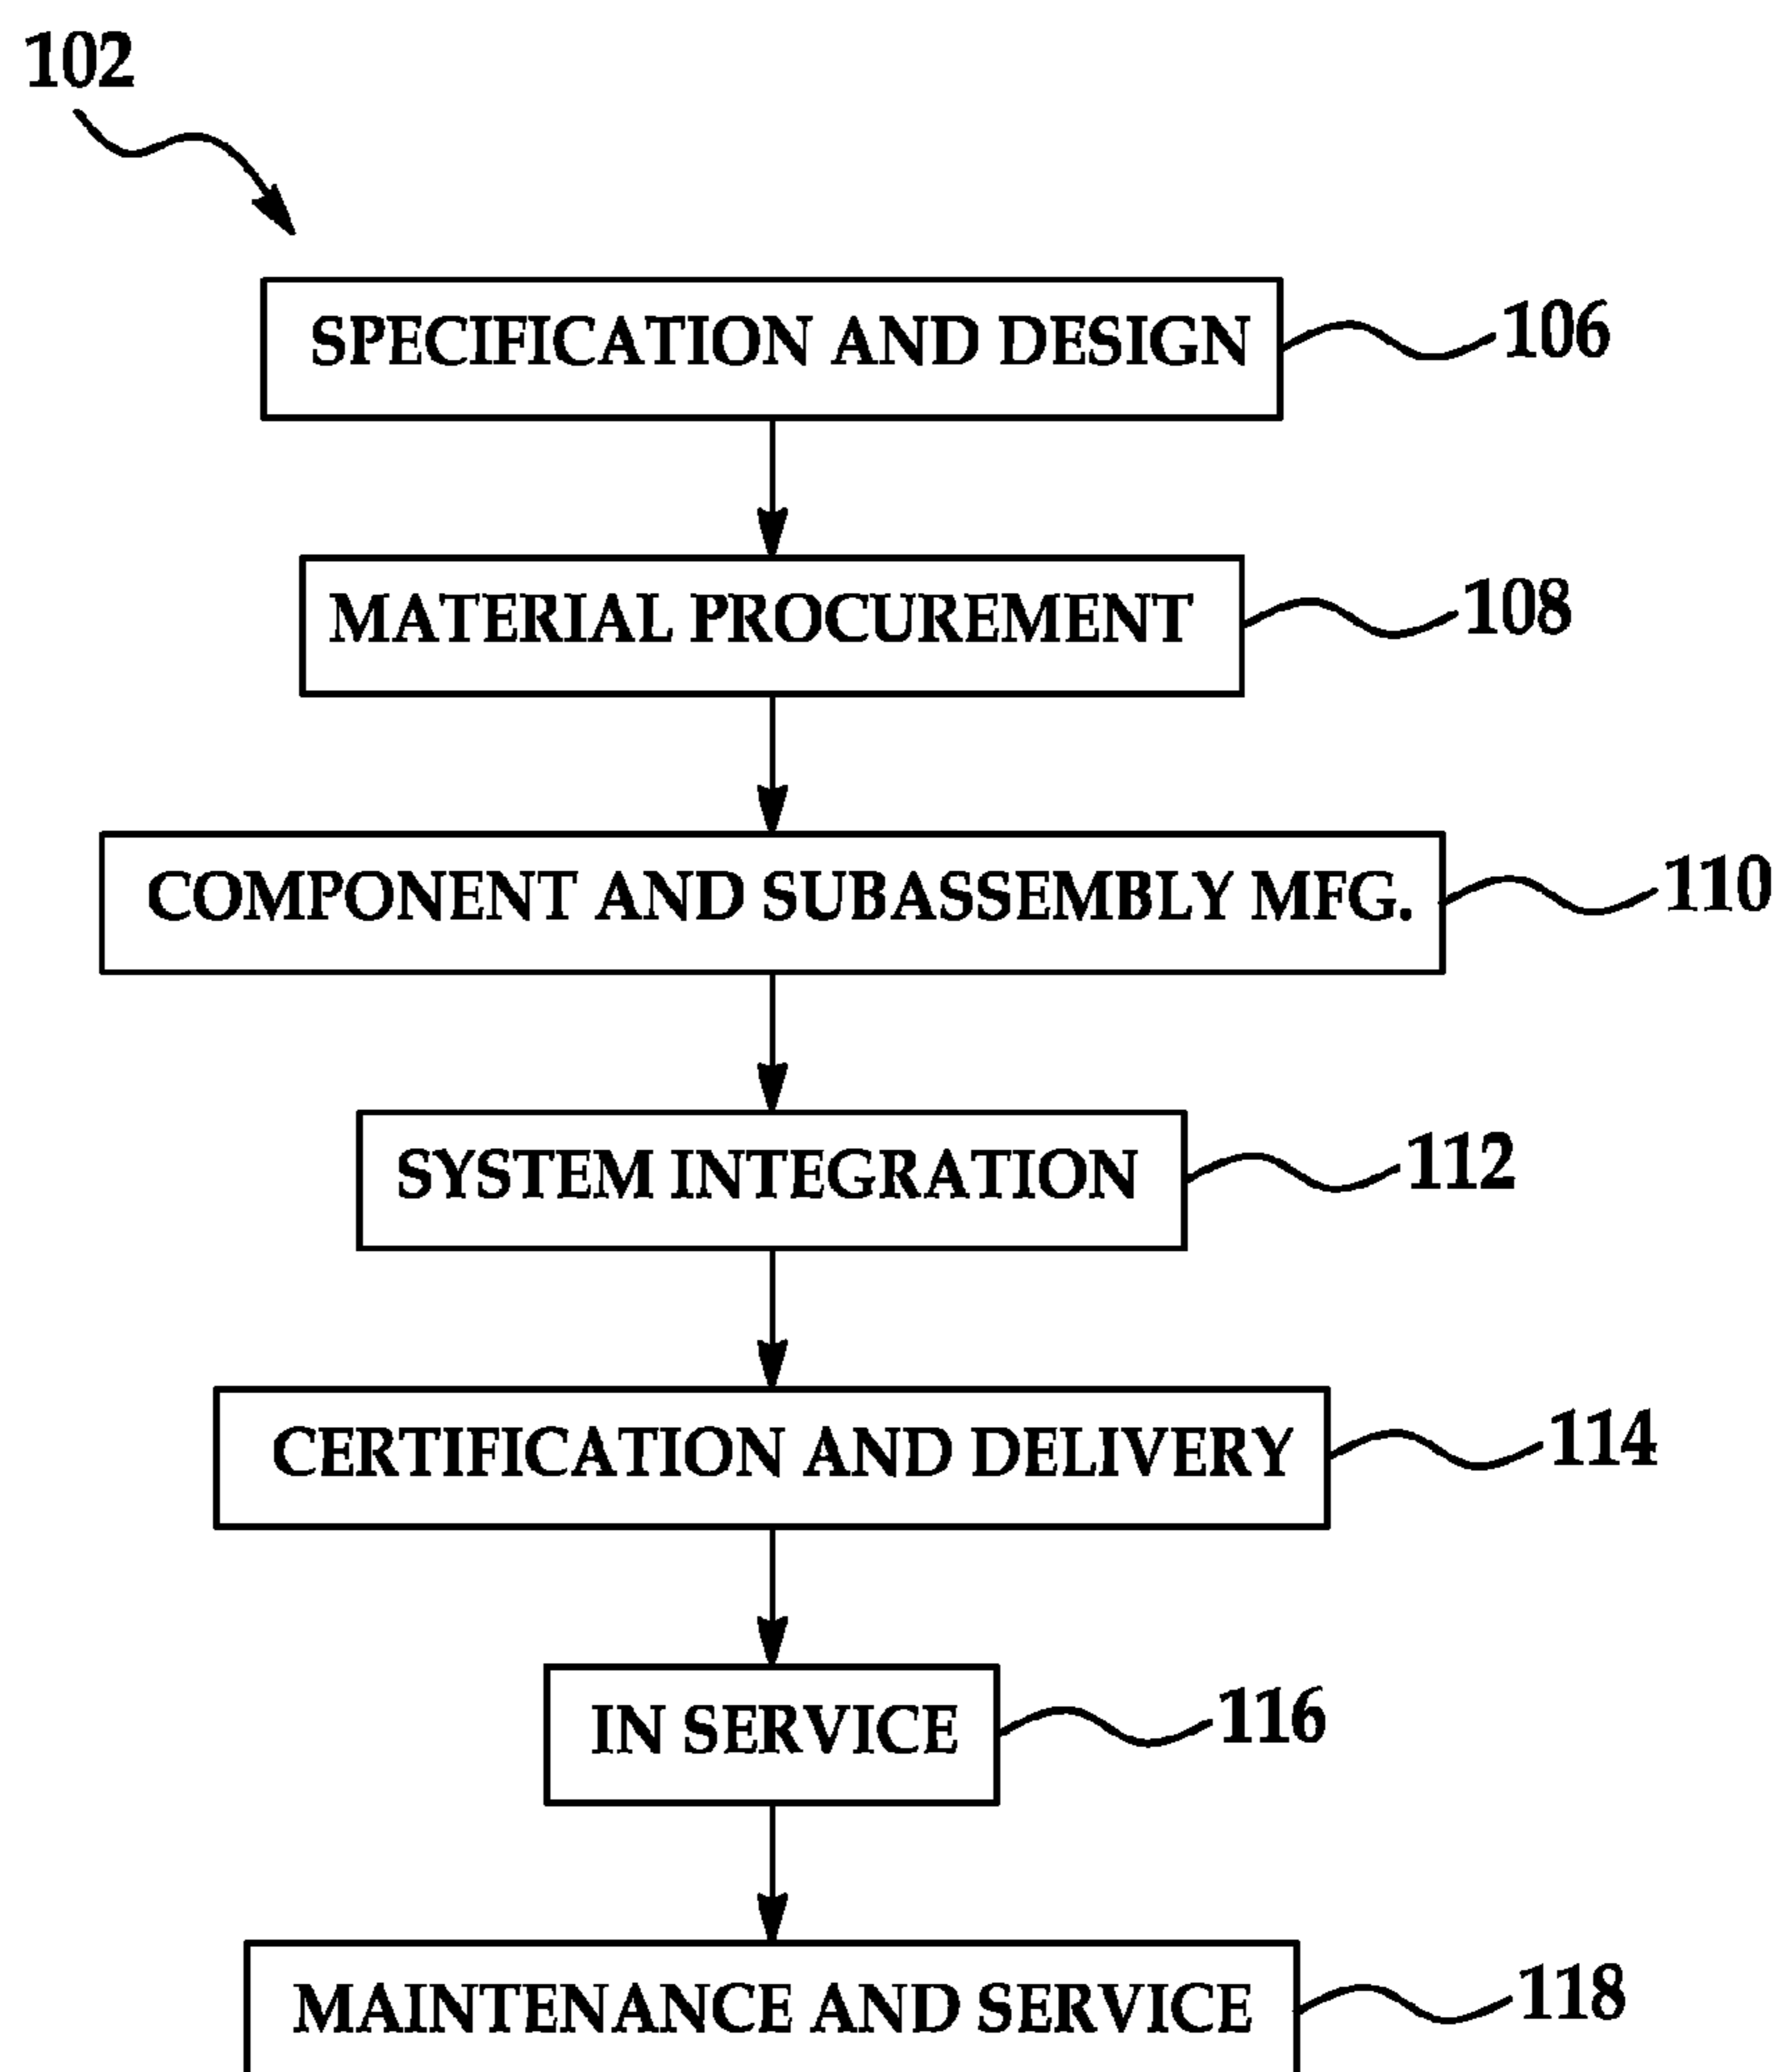 102
SPECIFICATION AND DESIGN
106
MATERIAL PROCUREMENT
108
COMPONENT AND SUBASSEMBLY MFG.
110
SYSTEM INTEGRATION
112
CERTIFICATION AND DELIVERY
114
IN SERVICE
116
MAINTENANCE AND SERVICE
118